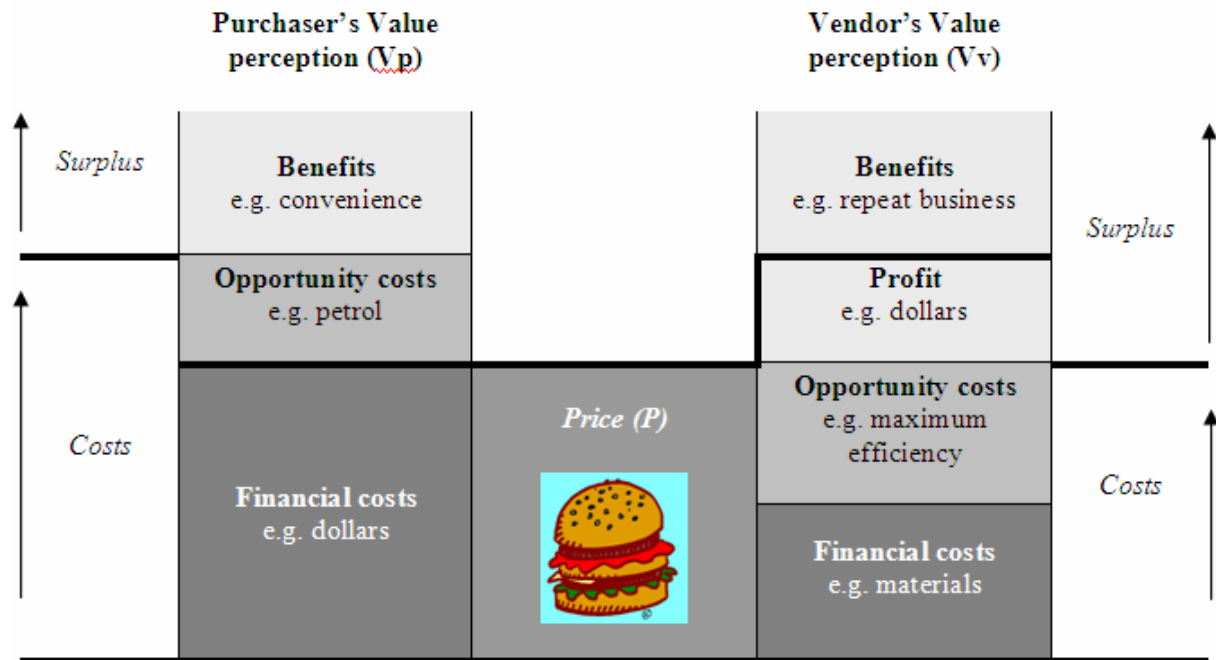 Purchaser's Value
perception (Vp)
Vendor's Value
perception (Vv)
Surplus
Benefits
e.g. convenience
Benefits
e.g. repeat business
Surplus
Opportunity costs
e.g. petrol
Profit
e.g. dollars
Costs
Financial costs
e.g. dollars
Price (P)
©
Opportunity costs
e.g. maximum
efficiency
Financial costs
e.g. materials
Costs